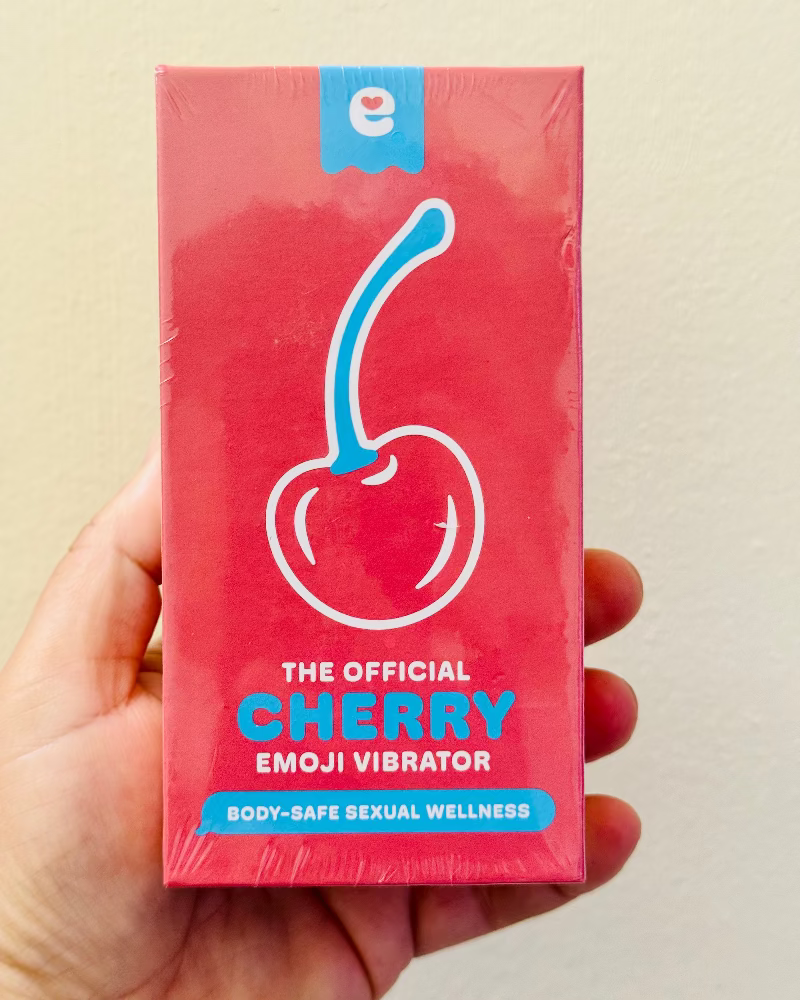 e
THE OFFICIAL
CHERRY
EMOJI VIBRATOR
BODY-SAFE SEXUAL WELLNESS